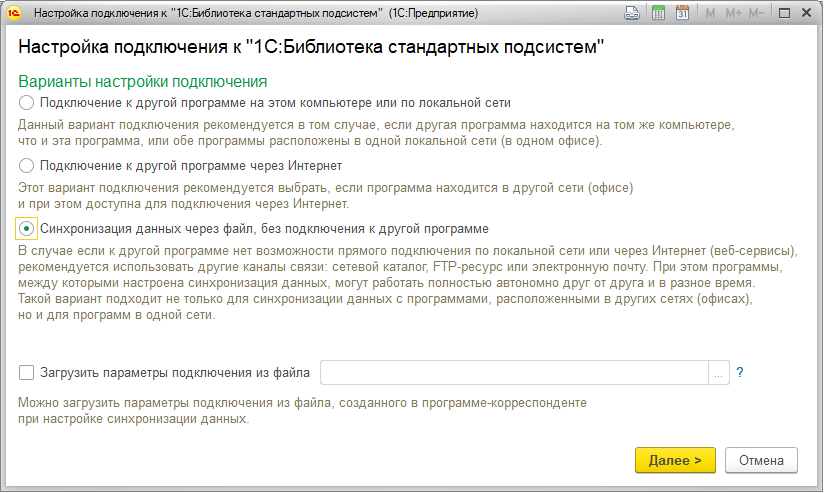 1С Настройка подключения к "1С:Библиотека стандартных подсистем" (1С:Предприятие) 31 M M+ M−
Настройка подключения к "1С:Библиотека стандартных подсистем"
Варианты настройки подключения
Подключение к другой программе на этом компьютере или по локальной сети
Данный вариант подключения рекомендуется в том случае, если другая программа находится на том же компьютере,
что и эта программа, или обе программы расположены в одной локальной сети (в одном офисе).
Подключение к другой программе через Интернет
Этот вариант подключения рекомендуется выбрать, если программа находится в другой сети (офисе)
и при этом доступна для подключения через Интернет.
Синхронизация данных через файл, без подключения к другой программе
В случае если к другой программе нет возможности прямого подключения по локальной сети или через Интернет (веб-сервисы),
рекомендуется использовать другие каналы связи: сетевой каталог, FTP-ресурс или электронную почту. При этом программы,
между которыми настроена синхронизация данных, могут работать полностью автономно друг от друга и в разное время.
Такой вариант подходит не только для синхронизации данных с программами, расположенными в других сетях (офисах),
но и для программ в одной сети.
Загрузить параметры подключения из файла ... ?
Можно загрузить параметры подключения из файла, созданного в программе-корреспонденте
при настройке синхронизации данных.
Далее > Отмена